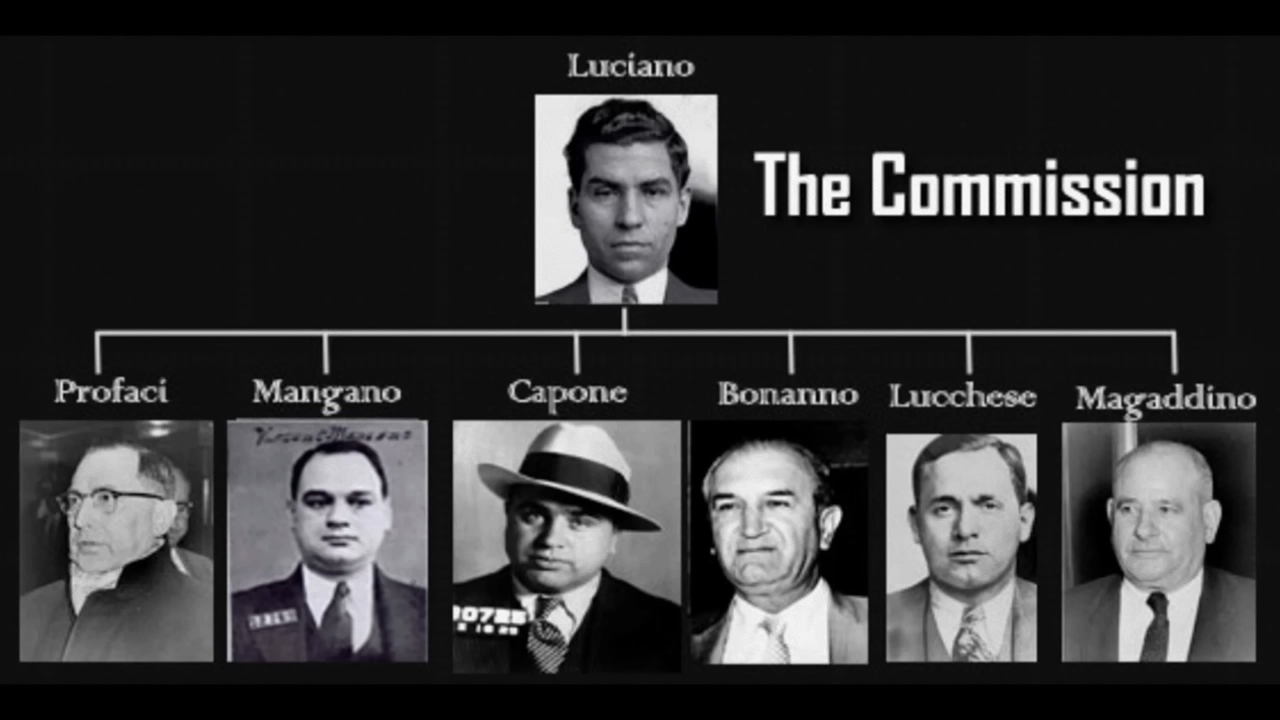 Luciano
The Commission
Profaci
Mangano
Capone
Bonanno
Lucchese
Magaddino